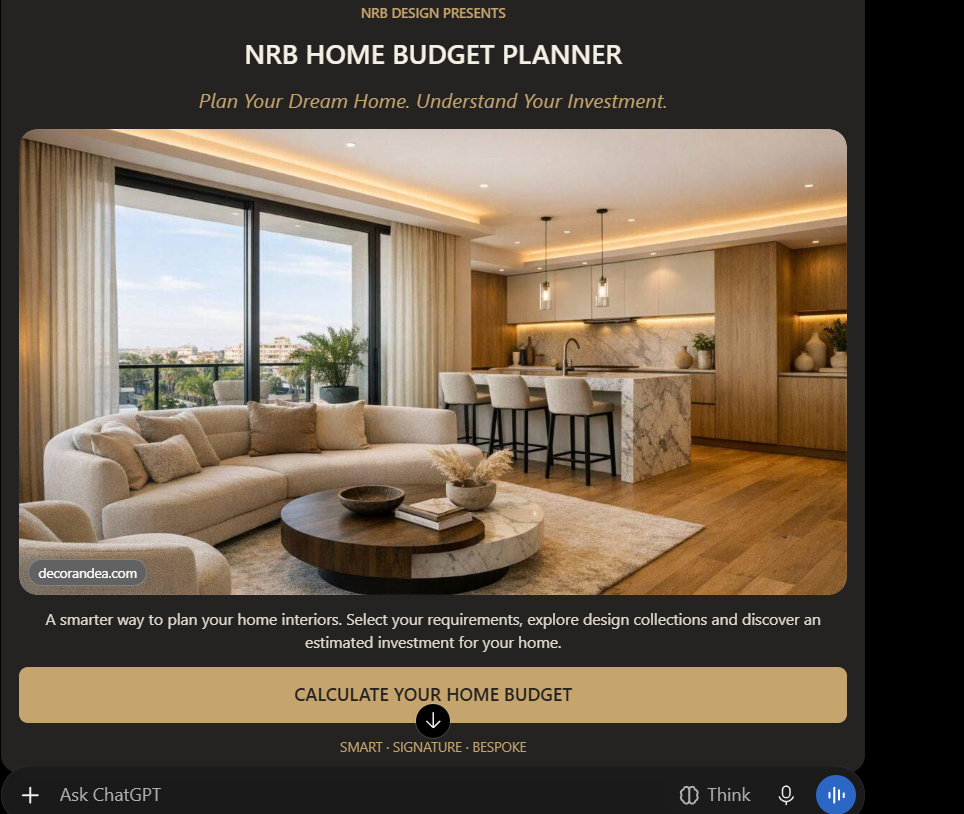 NRB DESIGN PRESENTS
NRB HOME BUDGET PLANNER
Plan Your Dream Home. Understand Your Investment.
decorandea.com
A smarter way to plan your home interiors. Select your requirements, explore design collections and discover an
estimated investment for your home.
CALCULATE YOUR HOME BUDGET
SMART · SIGNATURE · BESPOKE
Ask ChatGPT
Think